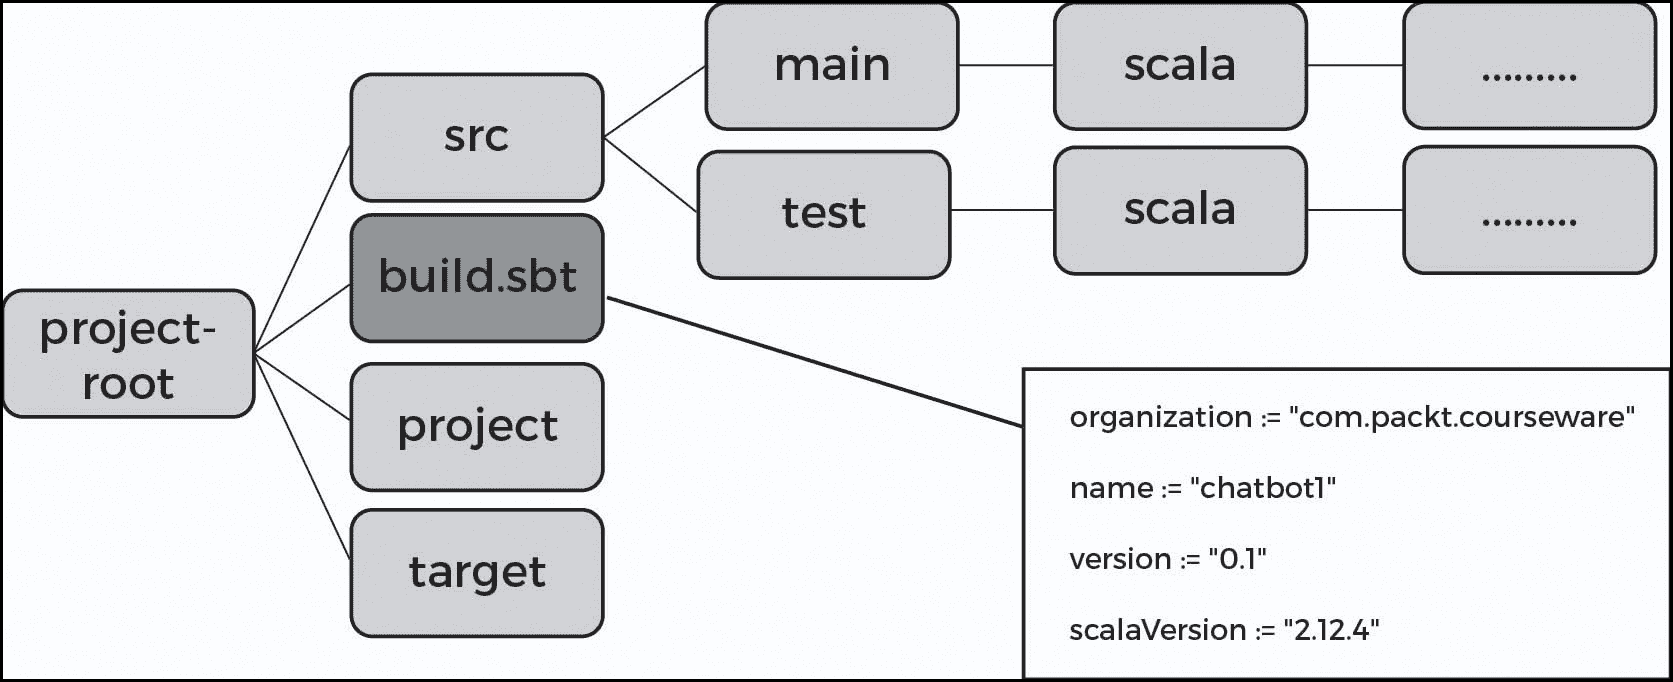 main
scala
.........
src
test
scala
.........
build.sbt
project-
root
project
target
organization := "com.packt.courseware"
name := "chatbot1"
version := "0.1"
scalaVersion := "2.12.4"